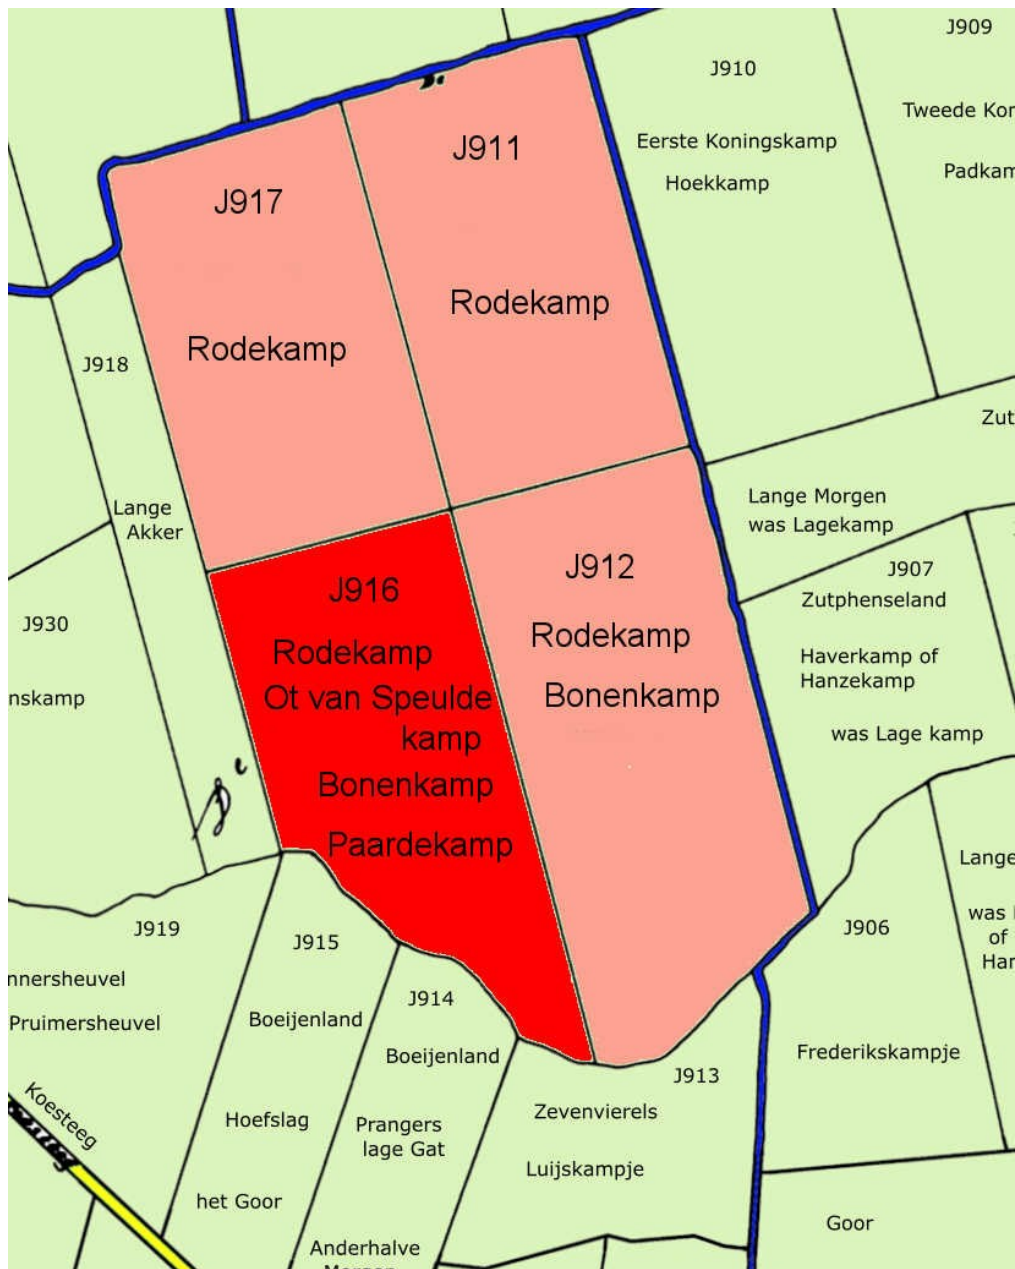 J909
J910
Tweede Kor
Eerste Koningskamp
Padkam
Hoekkamp
J911
J917
Rodekamp
Rodekamp
J918
Zut
Lange Morgen
was Lagekamp
Lange
Akker
J907
Zutphenseland
Haverkamp of
Hanzekamp
was Lage kamp
J912
Rodekamp
Bonenkamp
J916
Rodekamp
Ot van Speulde
kamp
Bonenkamp
Paardekamp
J930
nskamp
Lange
was
of
Har
J906
Frederikskampje
J919
nnersheuvel
Pruimersheuvel
J915
Boeijenland
Hoefslag
het Goor
J914
Boeijenland
Prangers
lage Gat
Anderhalve
Morgen
J913
Zevenvierels
Luijskampje
Koesteeg
Goor